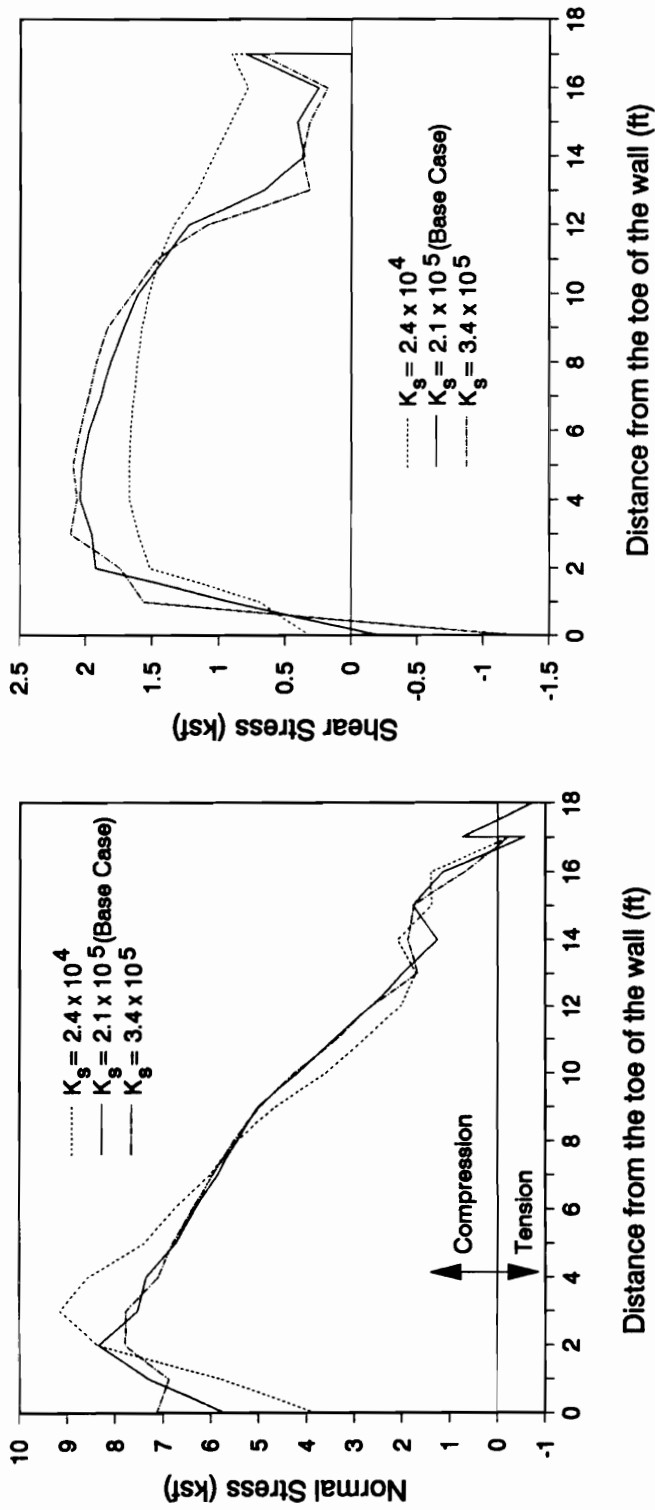 10
9
8
7
6
5
4
3
2
1
0
-1
Normal Stress (ksf)
K_s = 2.4 x 10^4
K_s = 2.1 x 10^5 (Base Case)
K_s = 3.4 x 10^5
Compression
Tension
0 2 4 6 8 10 12 14 16 18
Distance from the toe of the wall (ft)
2.5
2
1.5
1
0.5
0
-0.5
-1
-1.5
Shear Stress (ksf)
K_s = 2.4 x 10^4
K_s = 2.1 x 10^5 (Base Case)
K_s = 3.4 x 10^5
0 2 4 6 8 10 12 14 16 18
Distance from the toe of the wall (ft)